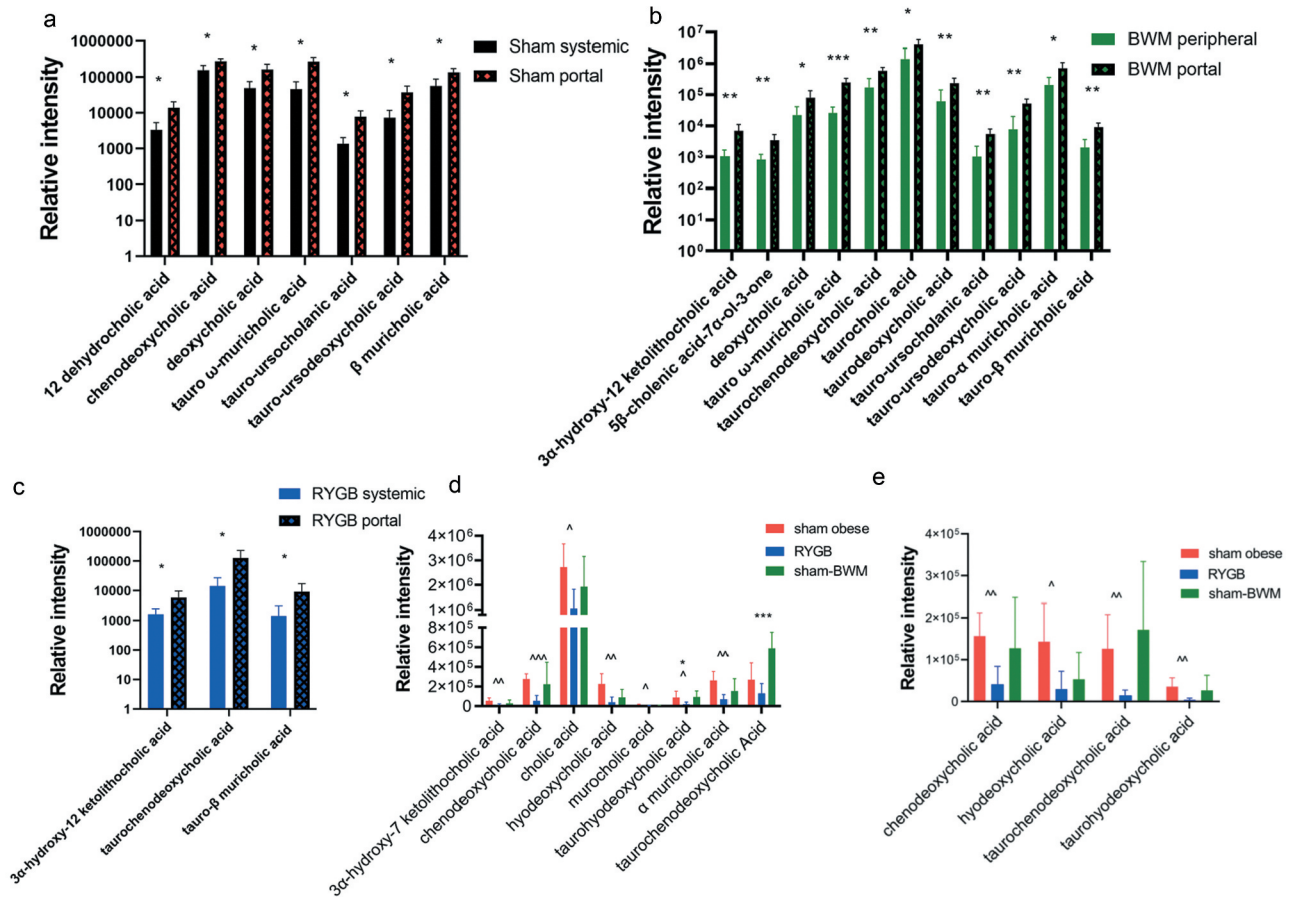 a
Relative intensity
1000000
100000
10000
1000
100
10
1
* * * * * * *
Sham systemic
Sham portal
12 dehydrocholic acid
chenodeoxycholic acid
deoxycholic acid
tauro ω-muricholic acid
tauro-ursocholanic acid
tauro-ursodeoxycholic acid
β muricholic acid
b
Relative intensity
10⁷
10⁶
10⁵
10⁴
10³
10²
10¹
10⁰
** ** * *** ** * ** ** ** * **
BWM peripheral
BWM portal
3α-hydroxy-12 ketolithocholic acid
5β-cholenic acid-7α-ol-3-one
deoxycholic acid
tauro ω-muricholic acid
taurochenodeoxycholic acid
taurocholic acid
taurodeoxycholic acid
tauro-ursocholanic acid
tauro-ursodeoxycholic acid
tauro-α muricholic acid
tauro-β muricholic acid
c
Relative intensity
1000000
100000
10000
1000
100
10
1
* * *
RYGB systemic
RYGB portal
3α-hydroxy-12 ketolithocholic acid
taurochenodeoxycholic acid
tauro-β muricholic acid
d
Relative intensity
4×10⁶
3×10⁶
2×10⁶
1×10⁶
8×10⁵
6×10⁵
4×10⁵
2×10⁵
0
^^ ^^^ ^ ^^ ^ * ^ ^^ ***
sham obese
RYGB
sham-BWM
3α-hydroxy-7 ketolithocholic acid
chenodeoxycholic acid
cholic acid
hyodeoxycholic acid
murocholic acid
taurohyodeoxycholic acid
α muricholic acid
taurochenodeoxycholic Acid
e
Relative intensity
4×10⁵
3×10⁵
2×10⁵
1×10⁵
0
^^ ^ ^^ ^^
sham obese
RYGB
sham-BWM
chenodeoxycholic acid
hyodeoxycholic acid
taurochenodeoxycholic acid
taurohyodeoxycholic acid